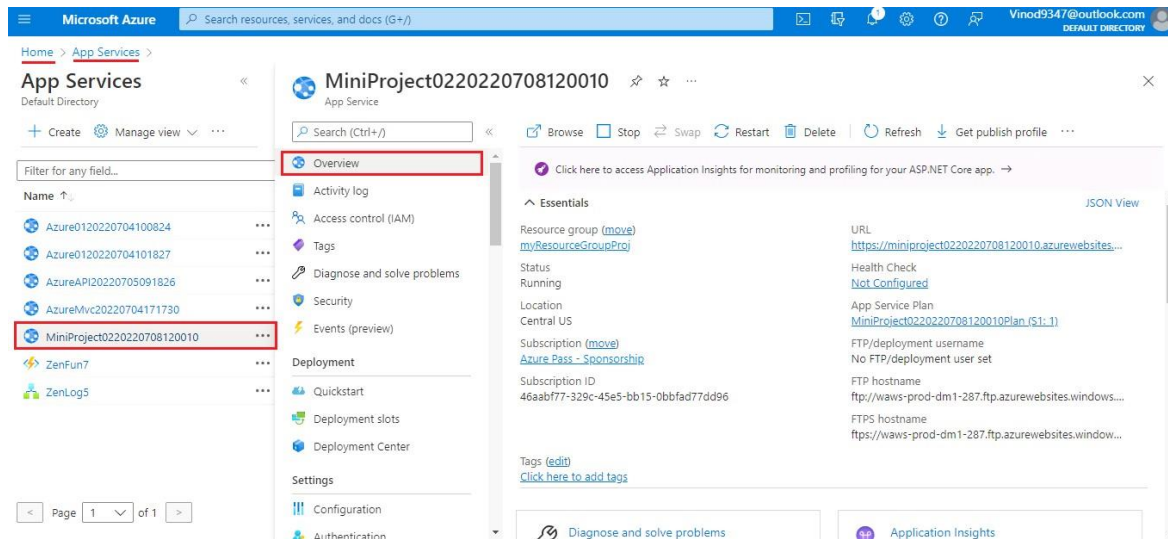 Microsoft Azure
Search resources, services, and docs (G+/)
1
Vinod9347@outlook.com
DEFAULT DIRECTORY
Home > App Services >
App Services
Default Directory
+ Create Manage view ...
Filter for any field...
Name ↑
Azure0120220704100824 ...
Azure0120220704101827 ...
AzureAPI20220705091826 ...
AzureMvc20220704171730 ...
MiniProject0220220708120010 ...
ZenFun7 ...
ZenLog5 ...
< Page 1 of 1 >
MiniProject0220220708120010 ...
App Service
Search (Ctrl+/)
Overview
Activity log
Access control (IAM)
Tags
Diagnose and solve problems
Security
Events (preview)
Deployment
Quickstart
Deployment slots
Deployment Center
Settings
Configuration
Authentication
Browse Stop Swap Restart Delete Refresh Get publish profile ...
Click here to access Application Insights for monitoring and profiling for your ASP.NET Core app. →
Essentials
JSON View
Resource group (move)
myResourceGroupProj
Status
Running
Location
Central US
Subscription (move)
Azure Pass - Sponsorship
Subscription ID
46aabf77-329c-45e5-bb15-0bbfad77dd96
URL
https://miniproject0220220708120010.azurewebsites....
Health Check
Not Configured
App Service Plan
MiniProject0220220708120010Plan (S1: 1)
FTP/deployment username
No FTP/deployment user set
FTP hostname
ftp://waws-prod-dm1-287.ftp.azurewebsites.windows....
FTPS hostname
ftps://waws-prod-dm1-287.ftp.azurewebsites.window...
Tags (edit)
Click here to add tags
Diagnose and solve problems
Application Insights